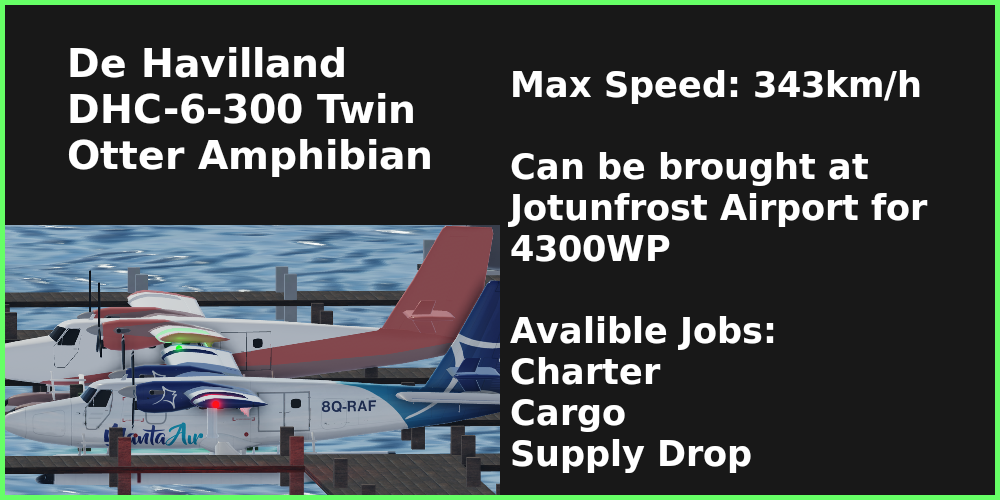 De Havilland
DHC-6-300 Twin
Otter Amphibian
Max Speed: 343km/h
Can be brought at
Jotunfrost Airport for
4300WP
Avalible Jobs:
Charter
Cargo
Supply Drop
8Q-RAF
Air